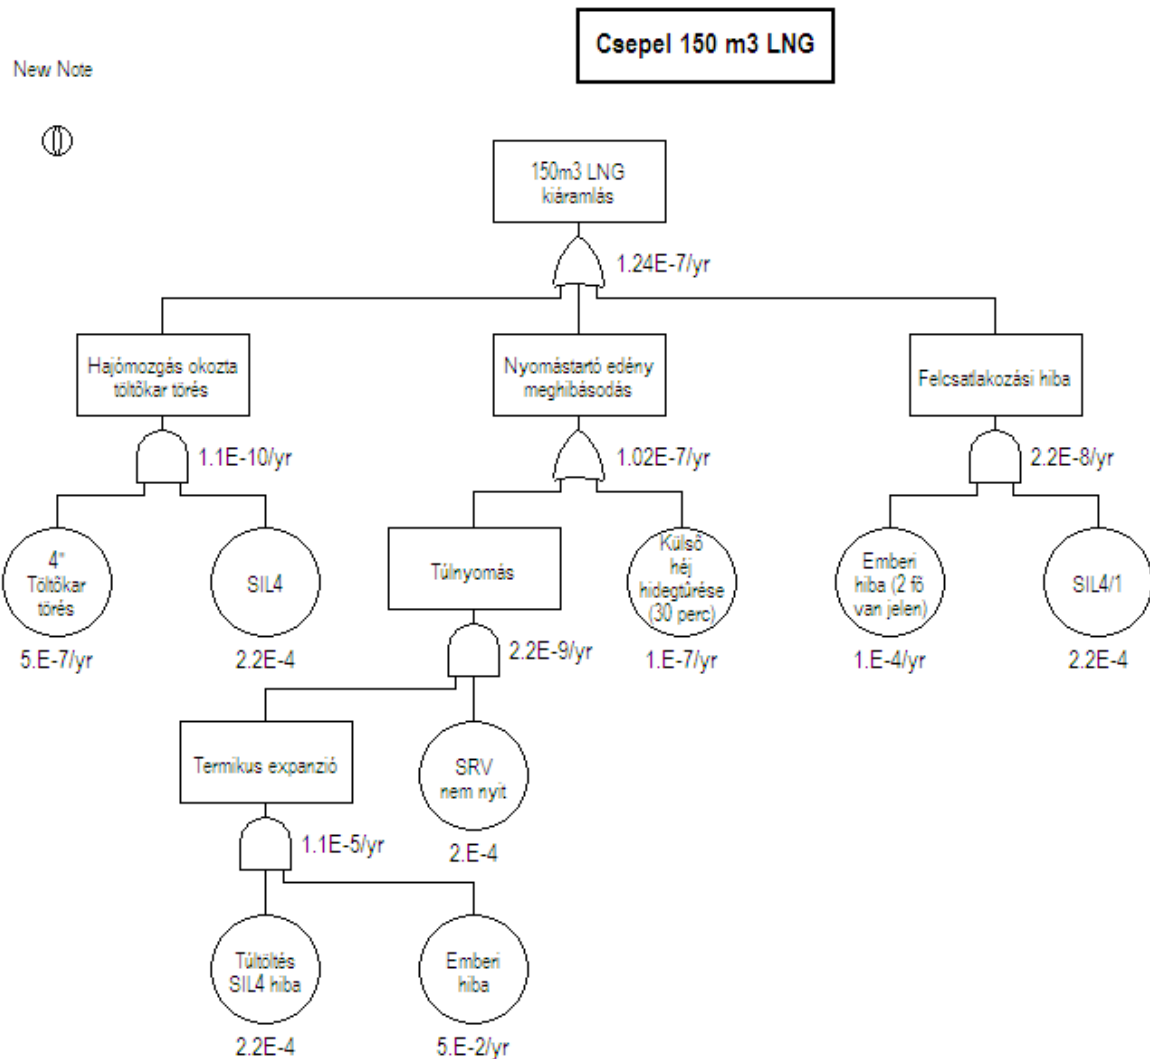 Csepel 150 m3 LNG
New Note
150m3 LNG
kiáramlás
1.24E-7/yr
Hajómozgás okozta
töltőkar törés
Nyomástartó edény
meghibásodás
Felcsatlakozási hiba
1.1E-10/yr
1.02E-7/yr
2.2E-8/yr
4"
Töltőkar
törés
SIL4
Túlnyomás
Külső
héj
hidegtűrése
(30 perc)
Emberi
hiba (2 fő
van jelen)
SIL4/1
5.E-7/yr
2.2E-4
2.2E-9/yr
1.E-7/yr
1.E-4/yr
2.2E-4
Termikus expanzió
SRV
nem nyit
1.1E-5/yr
2.E-4
Túltöltés
SIL4 hiba
Emberi
hiba
2.2E-4
5.E-2/yr